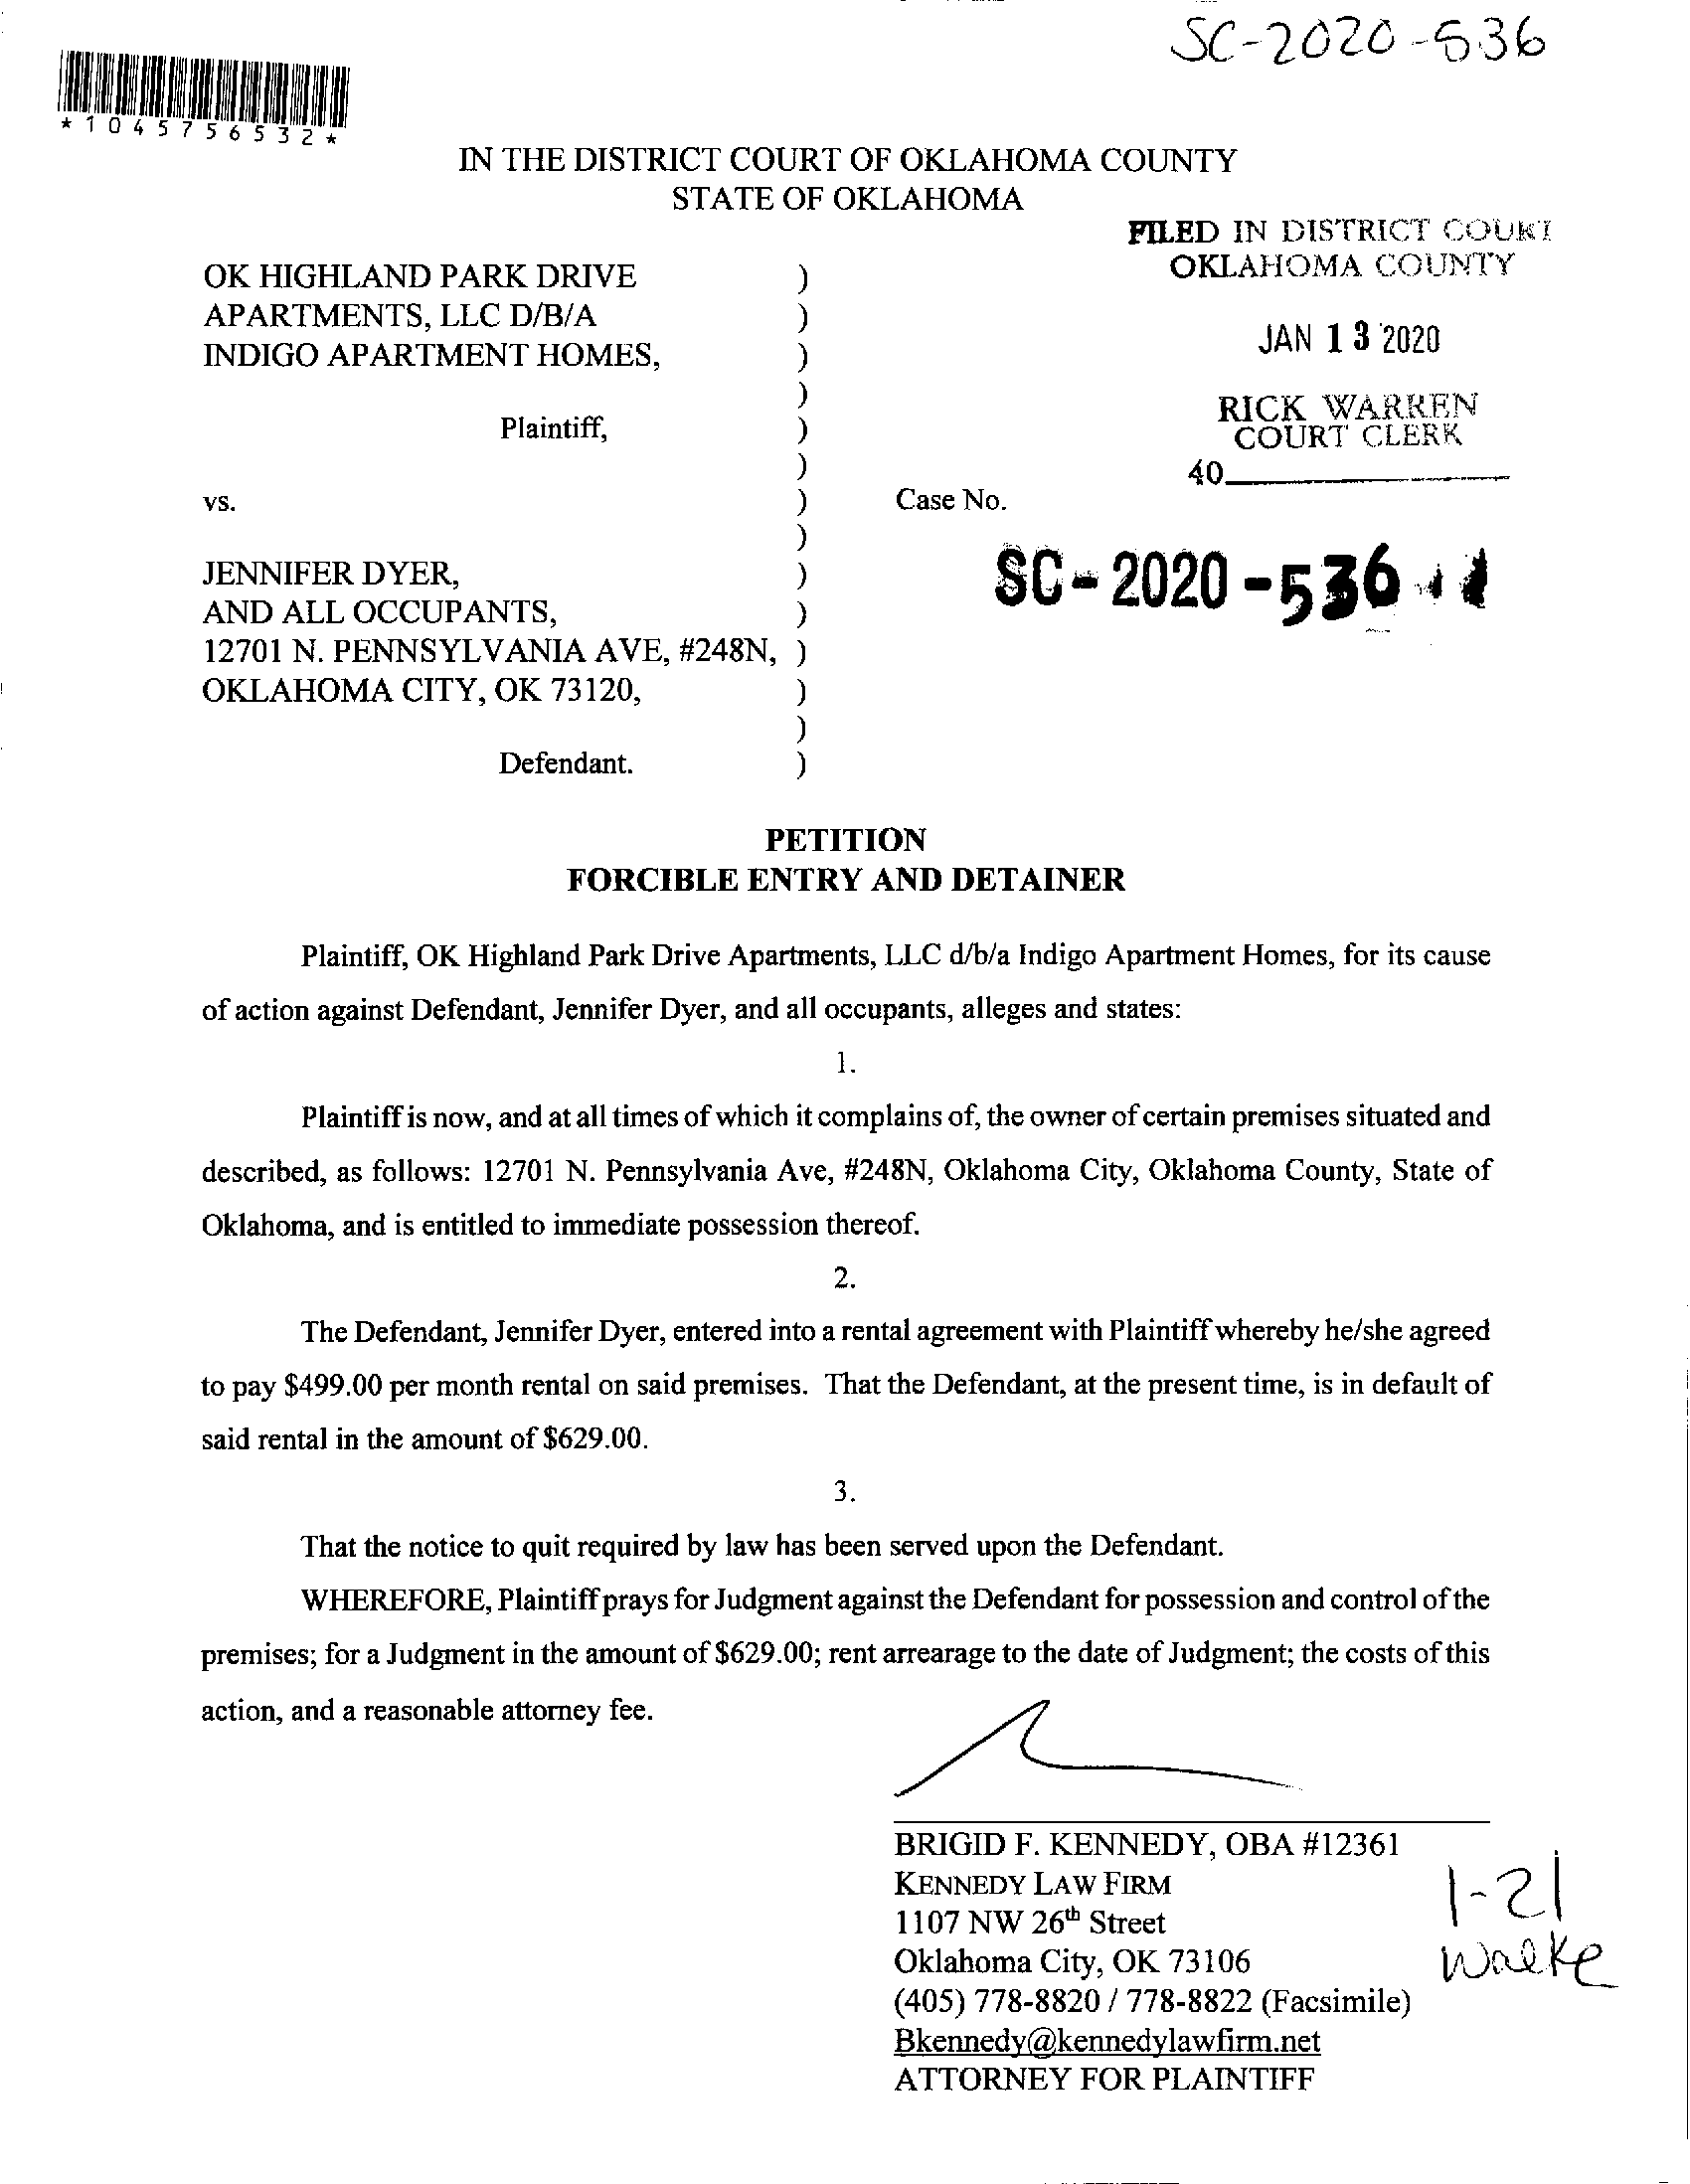 SC-2020-536
*1045756532*
IN THE DISTRICT COURT OF OKLAHOMA COUNTY
STATE OF OKLAHOMA
FILED IN DISTRICT COURT
OKLAHOMA COUNTY
JAN 13 2020
RICK WARREN
COURT CLERK
40
OK HIGHLAND PARK DRIVE )
APARTMENTS, LLC D/B/A )
INDIGO APARTMENT HOMES, )
)
Plaintiff, )
)
vs. ) Case No.
)
SC-2020-536
JENNIFER DYER, )
AND ALL OCCUPANTS, )
12701 N. PENNSYLVANIA AVE, #248N, )
OKLAHOMA CITY, OK 73120, )
)
Defendant. )
PETITION
FORCIBLE ENTRY AND DETAINER
Plaintiff, OK Highland Park Drive Apartments, LLC d/b/a Indigo Apartment Homes, for its cause
of action against Defendant, Jennifer Dyer, and all occupants, alleges and states:
1.
Plaintiff is now, and at all times of which it complains of, the owner of certain premises situated and
described, as follows: 12701 N. Pennsylvania Ave, #248N, Oklahoma City, Oklahoma County, State of
Oklahoma, and is entitled to immediate possession thereof.
2.
The Defendant, Jennifer Dyer, entered into a rental agreement with Plaintiff whereby he/she agreed
to pay $499.00 per month rental on said premises. That the Defendant, at the present time, is in default of
said rental in the amount of $629.00.
3.
That the notice to quit required by law has been served upon the Defendant.
WHEREFORE, Plaintiff prays for Judgment against the Defendant for possession and control of the
premises; for a Judgment in the amount of $629.00; rent arrearage to the date of Judgment; the costs of this
action, and a reasonable attorney fee.
BRIGID F. KENNEDY, OBA #12361
KENNEDY LAW FIRM
1107 NW 26th Street
Oklahoma City, OK 73106
(405) 778-8820 / 778-8822 (Facsimile)
Bkennedy@kennedylawfirm.net
ATTORNEY FOR PLAINTIFF
1-21
Walke